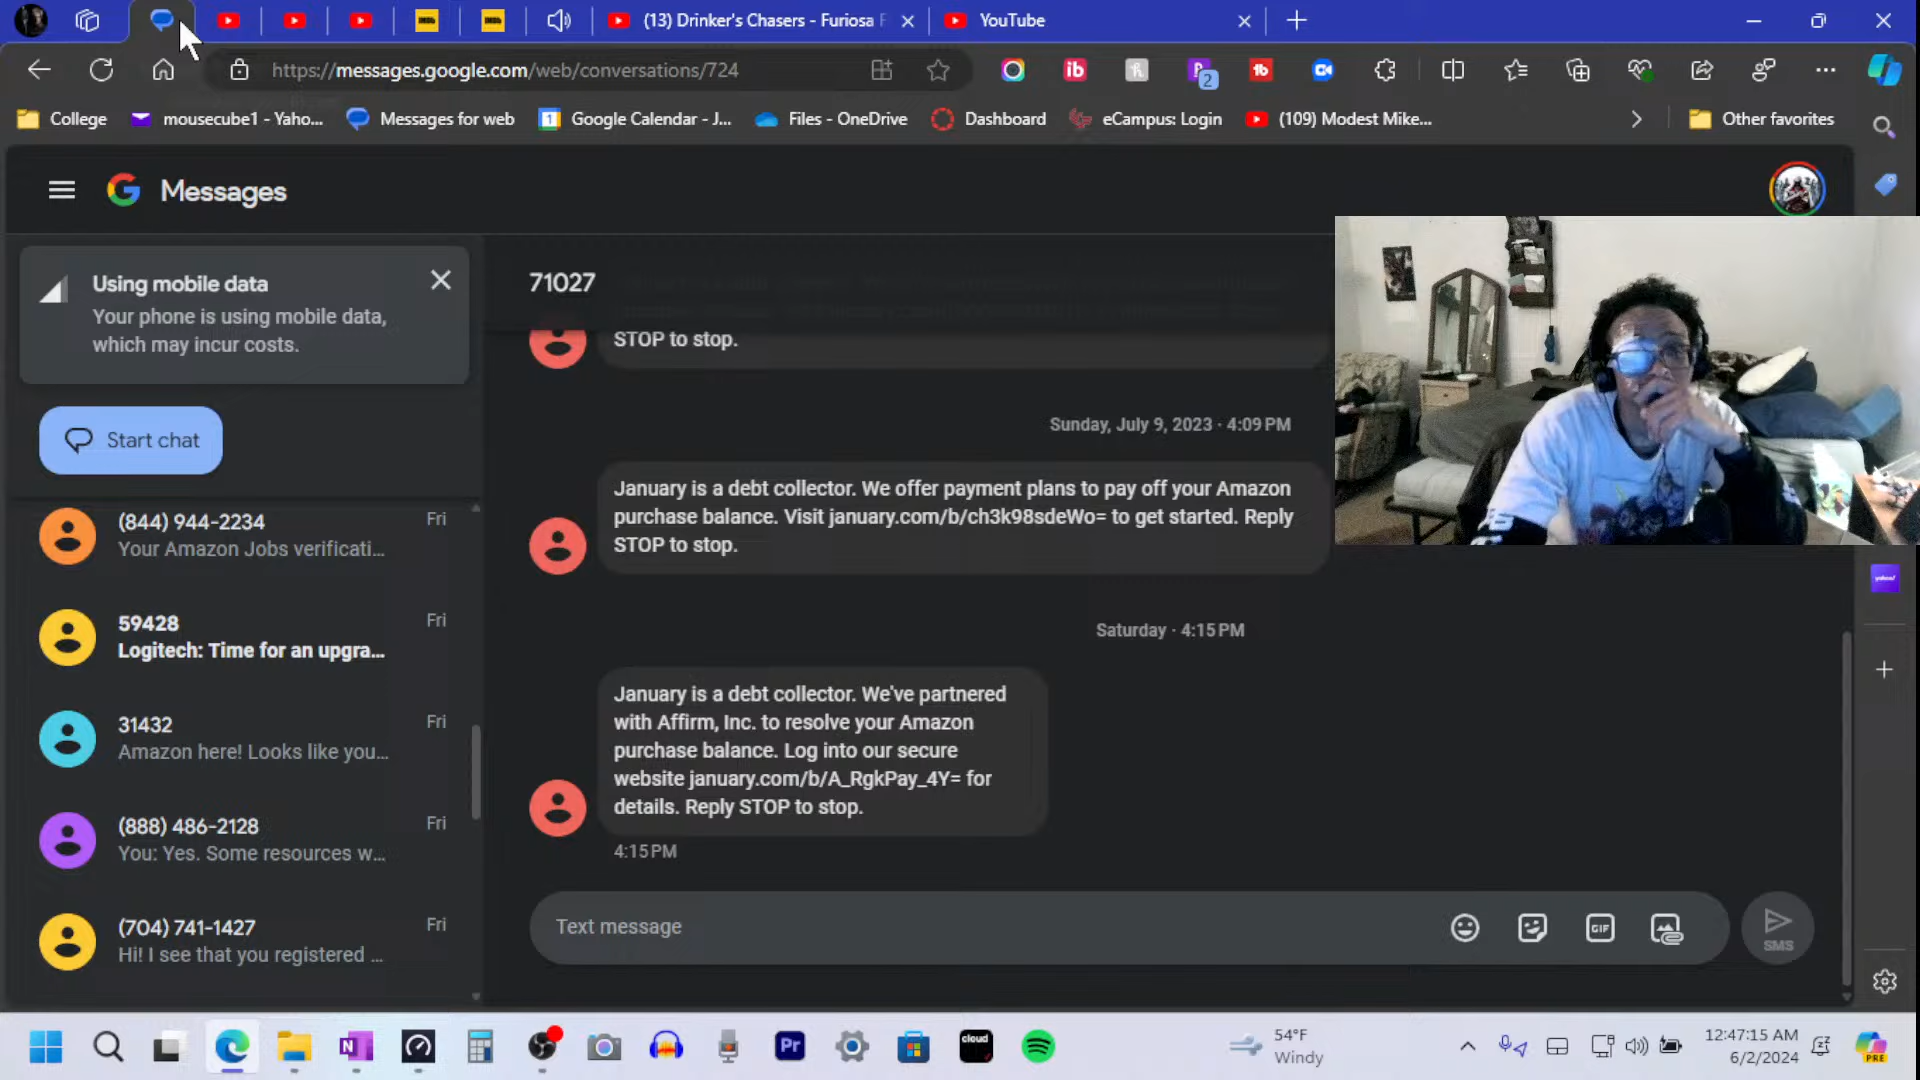 (13) Drinker's Chasers - Furiosa F
YouTube
https://messages.google.com/web/conversations/724
2
College
mousecube1 - Yaho...
Messages for web
Google Calendar - J...
Files - OneDrive
Dashboard
eCampus: Login
(109) Modest Mike...
Other favorites
Messages
Using mobile data
Your phone is using mobile data,
which may incur costs.
Start chat
(844) 944-2234
Fri
Your Amazon Jobs verificati...
59428
Fri
Logitech: Time for an upgra...
31432
Fri
Amazon here! Looks like you...
(888) 486-2128
Fri
You: Yes. Some resources w...
(704) 741-1427
Fri
Hi! I see that you registered ...
71027
STOP to stop.
Sunday, July 9, 2023 · 4:09 PM
January is a debt collector. We offer payment plans to pay off your Amazon
purchase balance. Visit january.com/b/ch3k98sdeWo= to get started. Reply
STOP to stop.
Saturday · 4:15 PM
January is a debt collector. We've partnered
with Affirm, Inc. to resolve your Amazon
purchase balance. Log into our secure
website january.com/b/A_RgkPay_4Y= for
details. Reply STOP to stop.
4:15 PM
Text message
GIF
SMS
54°F
Windy
12:47:15 AM
6/2/2024